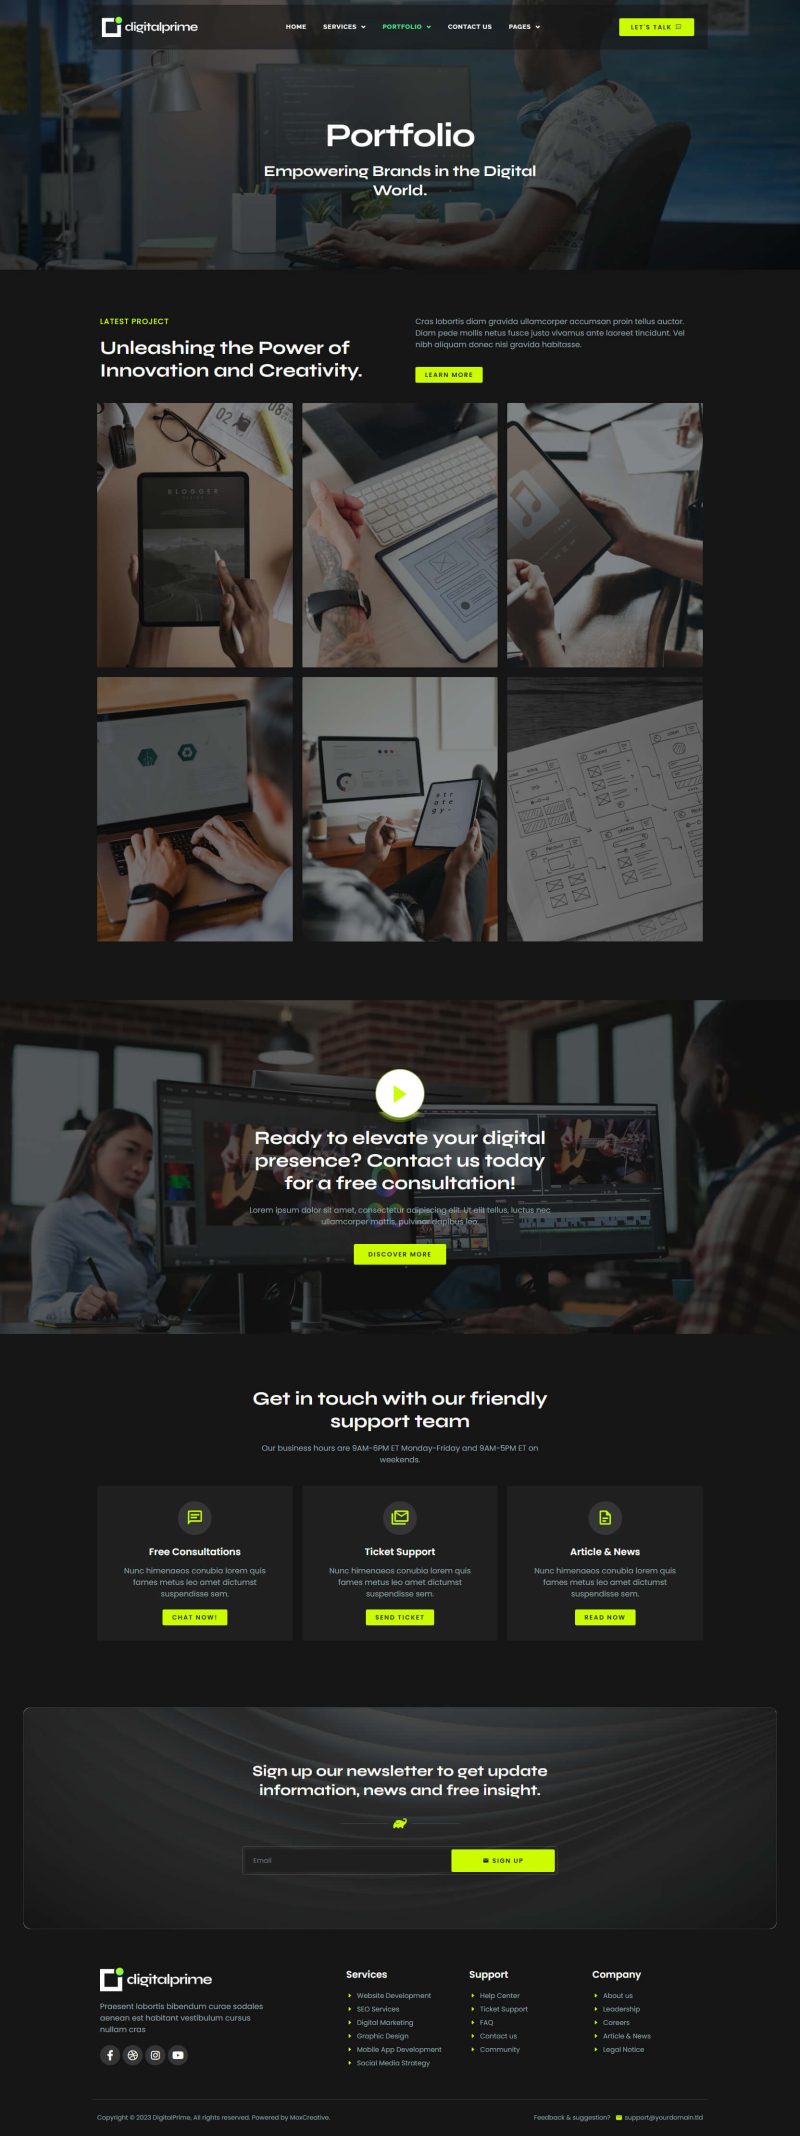 digitalprime
HOME SERVICES PORTFOLIO CONTACT US PAGES
LET'S TALK
Portfolio
Empowering Brands in the Digital
World.
LATEST PROJECT
Unleashing the Power of
Innovation and Creativity.
Cras lobortis diam gravida ullamcorper accumsan proin tellus auctor.
Diam pede mollis netus fusce justo vivamus ante laoreet tincidunt. Vel
nibh aliquam donec nisi gravida habitasse.
LEARN MORE
02
08
BLOGGER
Ready to elevate your digital
presence? Contact us today
for a free consultation!
Lorem ipsum dolor sit amet, consectetur adipiscing elit. Ut elit tellus, luctus nec
ullamcorper mattis, pulvinar dapibus leo.
DISCOVER MORE
Get in touch with our friendly
support team
Our business hours are 9AM-6PM ET Monday-Friday and 9AM-5PM ET on
weekends.
Free Consultations
Nunc himenaeos conubia lorem quis
fames metus leo amet dictumst
suspendisse sem.
CHAT NOW!
Ticket Support
Nunc himenaeos conubia lorem quis
fames metus leo amet dictumst
suspendisse sem.
SEND TICKET
Article & News
Nunc himenaeos conubia lorem quis
fames metus leo amet dictumst
suspendisse sem.
READ NOW
Sign up our newsletter to get update
information, news and free insight.
Email
SIGN UP
digitalprime
Praesent lobortis bibendum curae sodales
aenean est habitant vestibulum cursus
nullam cras
Services
Website Development
SEO Services
Digital Marketing
Graphic Design
Mobile App Development
Social Media Strategy
Support
Help Center
Ticket Support
FAQ
Contact us
Community
Company
About us
Leadership
Careers
Article & News
Legal Notice
Copyright © 2023 DigitalPrime, All rights reserved. Powered by MoxCreative.
Feedback & suggestion? support@yourdomain.tld